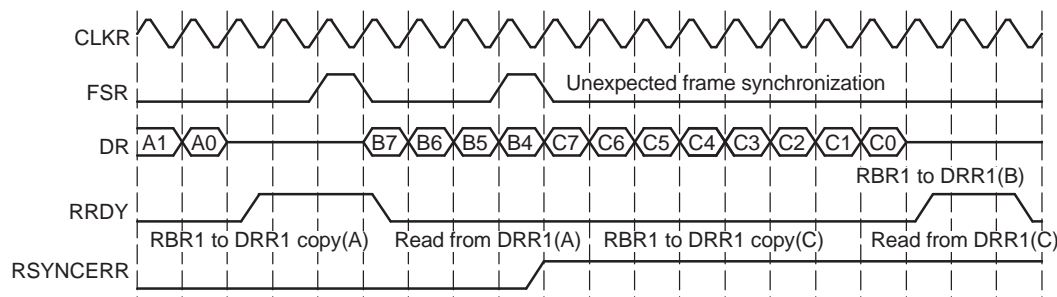 CLKR
FSR
Unexpected frame synchronization
DR A1 A0 B7 B6 B5 B4 C7 C6 C5 C4 C3 C2 C1 C0
RBR1 to DRR1(B)
RRDY
RBR1 to DRR1 copy(A) Read from DRR1(A) RBR1 to DRR1 copy(C) Read from DRR1(C)
RSYNCERR